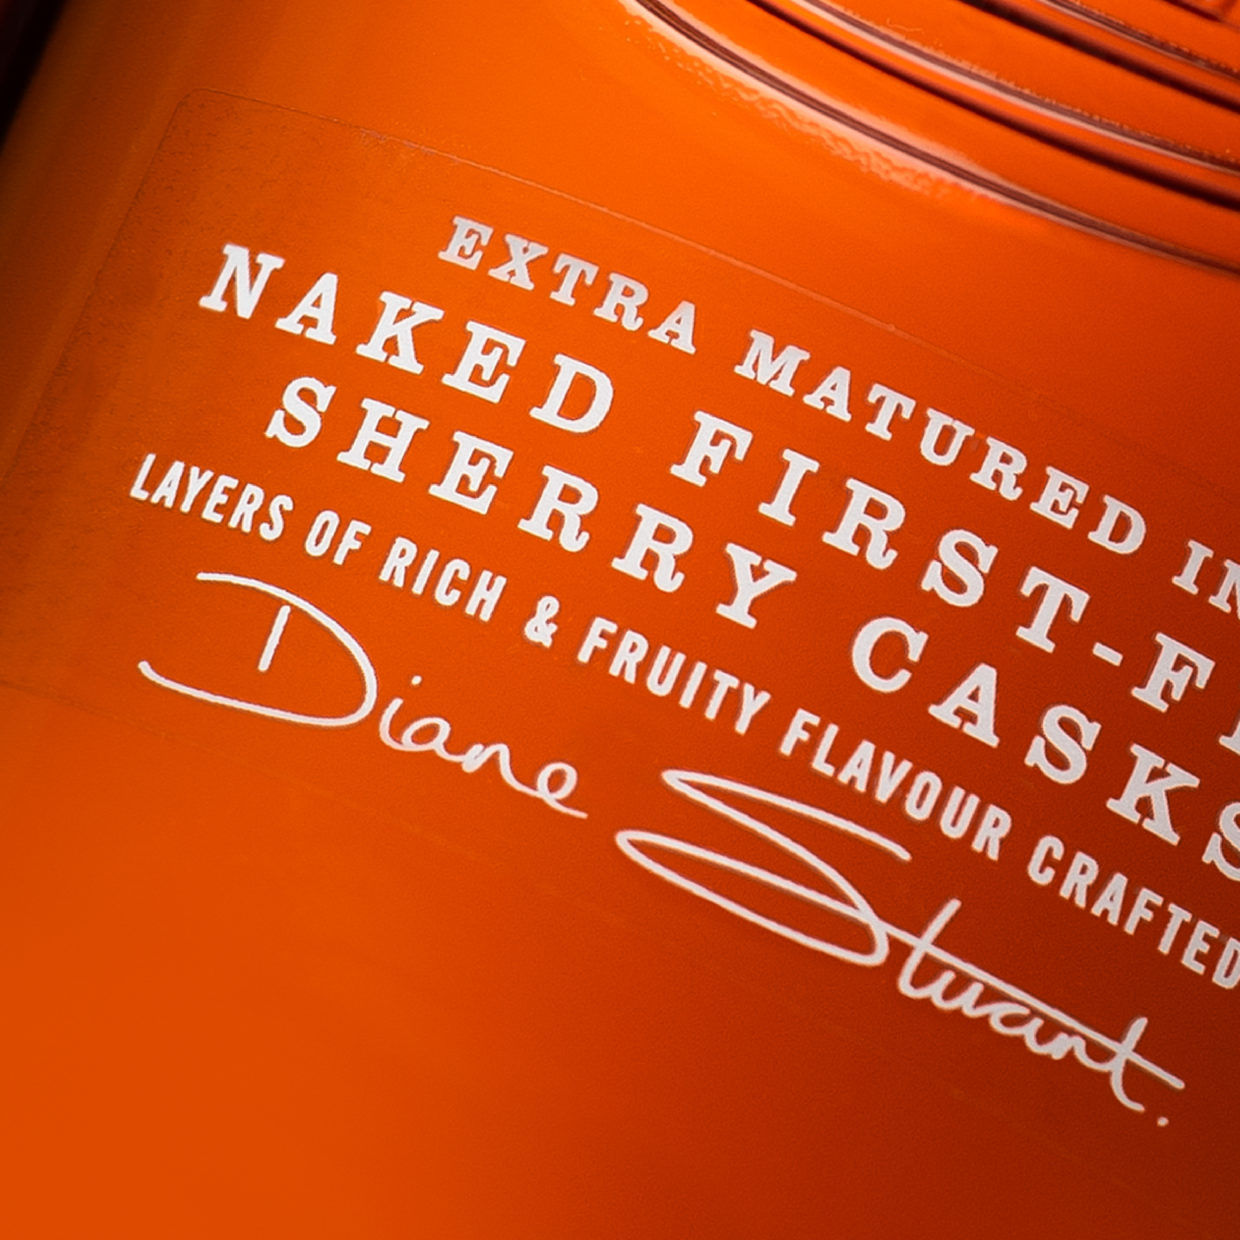 EXTRA MATURED IN
NAKED FIRST-F
SHERRY CASKS
LAYERS OF RICH & FRUITY FLAVOUR CRAFTED
Diane Stuart.